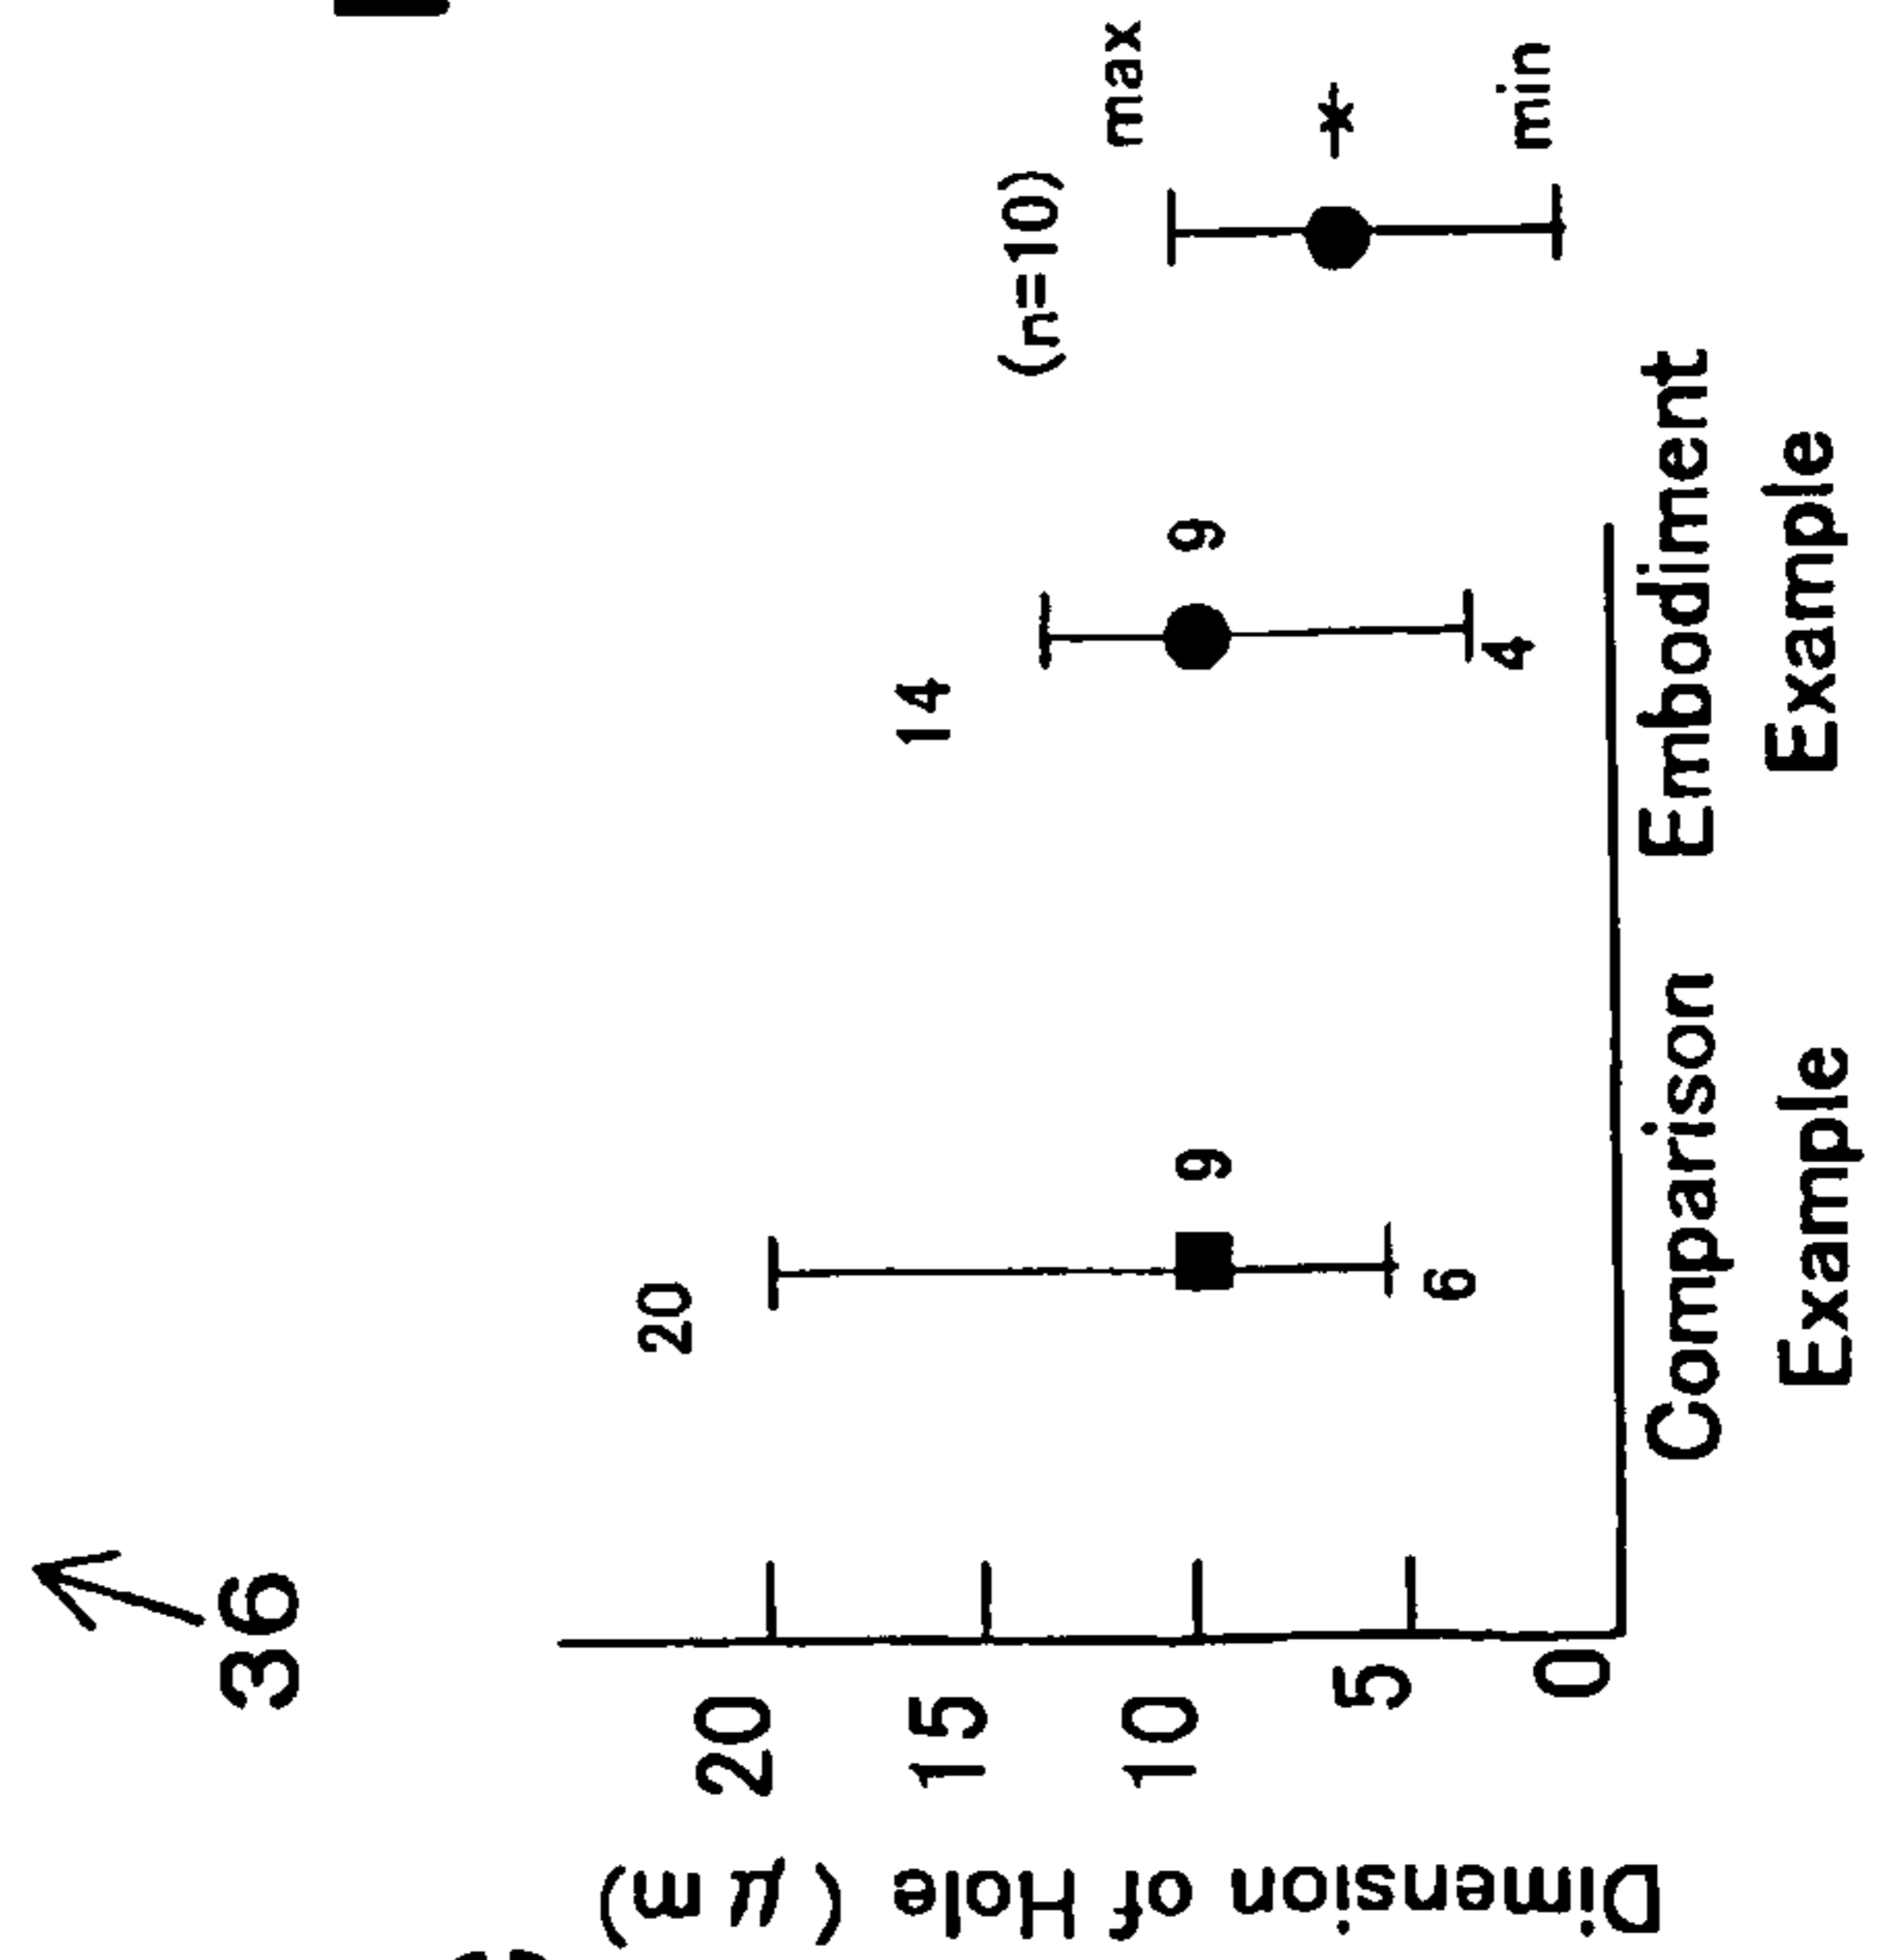 36
Dimension of Hole (μm)
20
15
10
5
0
20
9
6
14
9
4
(n=10)
max
x
min
Comparison
Example
Embodiment
Example